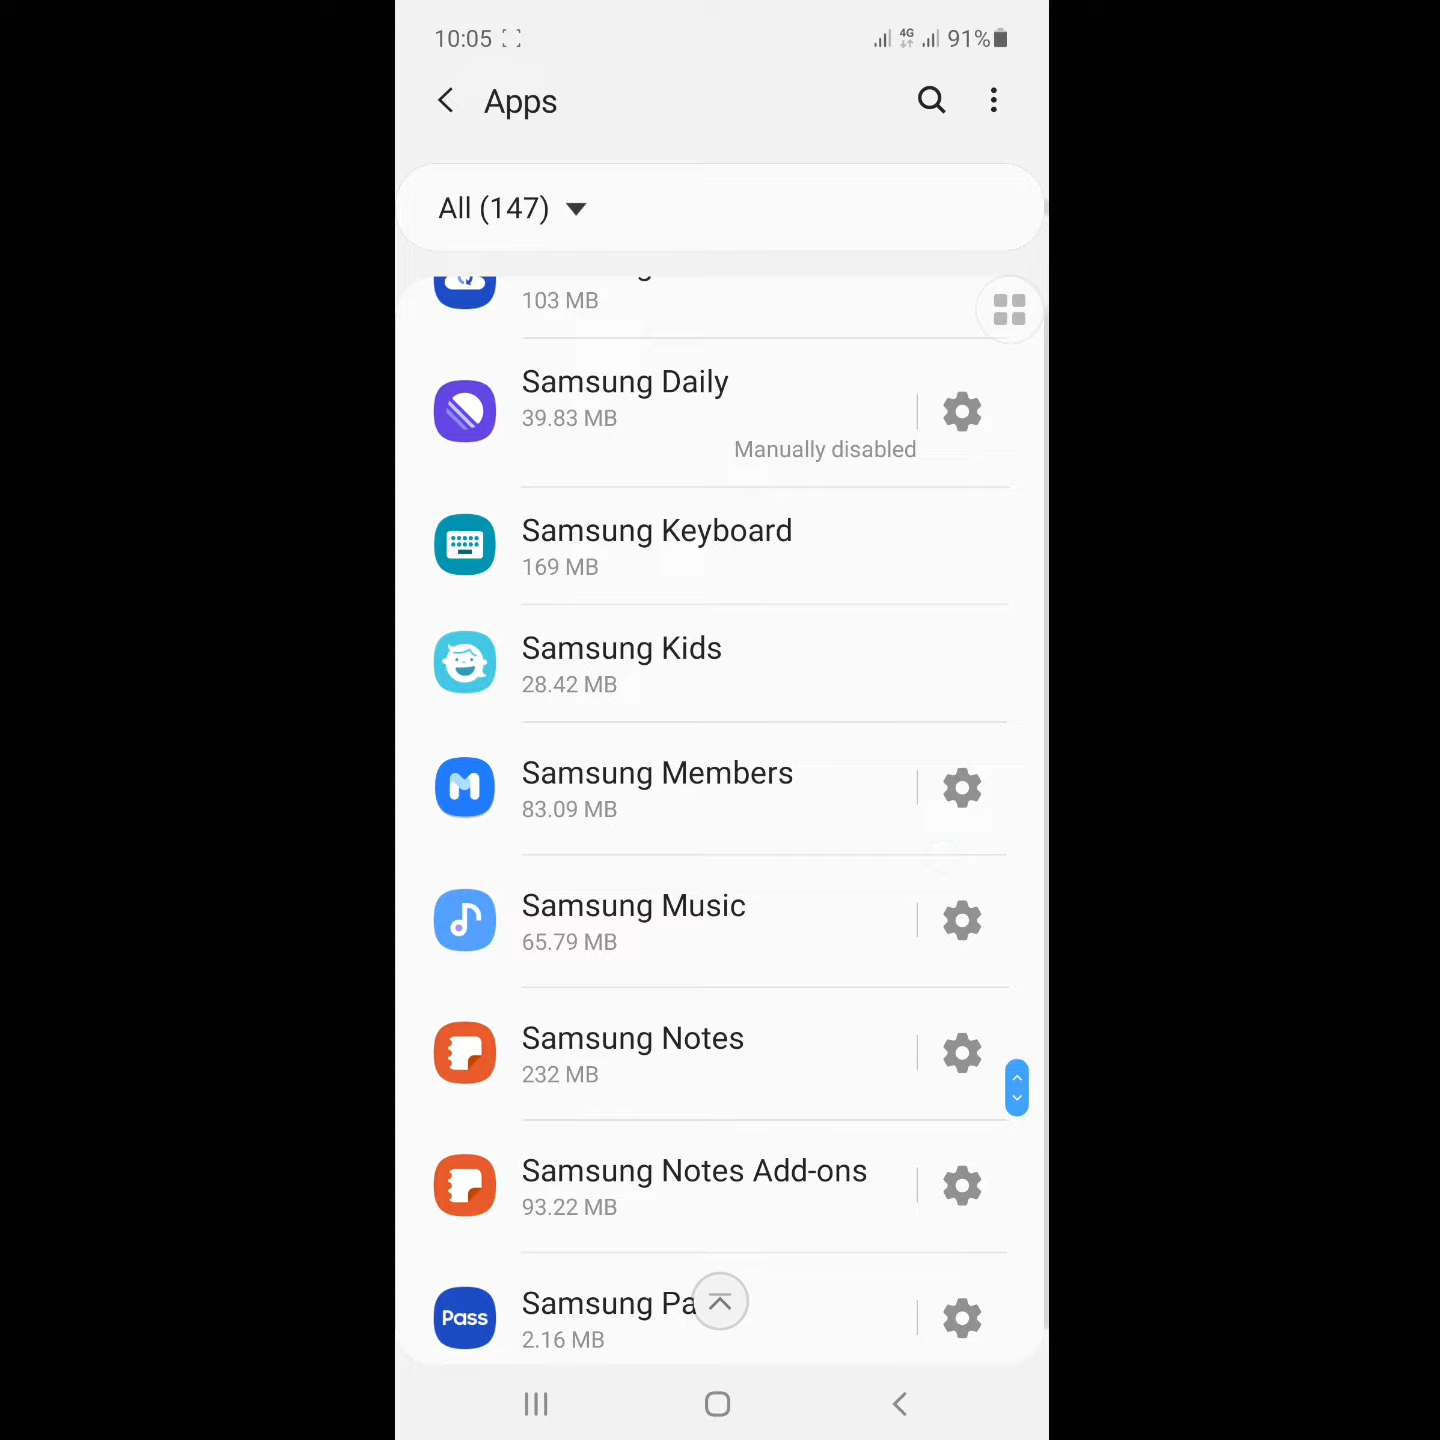 10:05
4G
91%
Apps
All (147)
103 MB
Samsung Daily
39.83 MB
Manually disabled
Samsung Keyboard
169 MB
Samsung Kids
28.42 MB
Samsung Members
83.09 MB
Samsung Music
65.79 MB
Samsung Notes
232 MB
Samsung Notes Add-ons
93.22 MB
Pass
Samsung Pa
2.16 MB